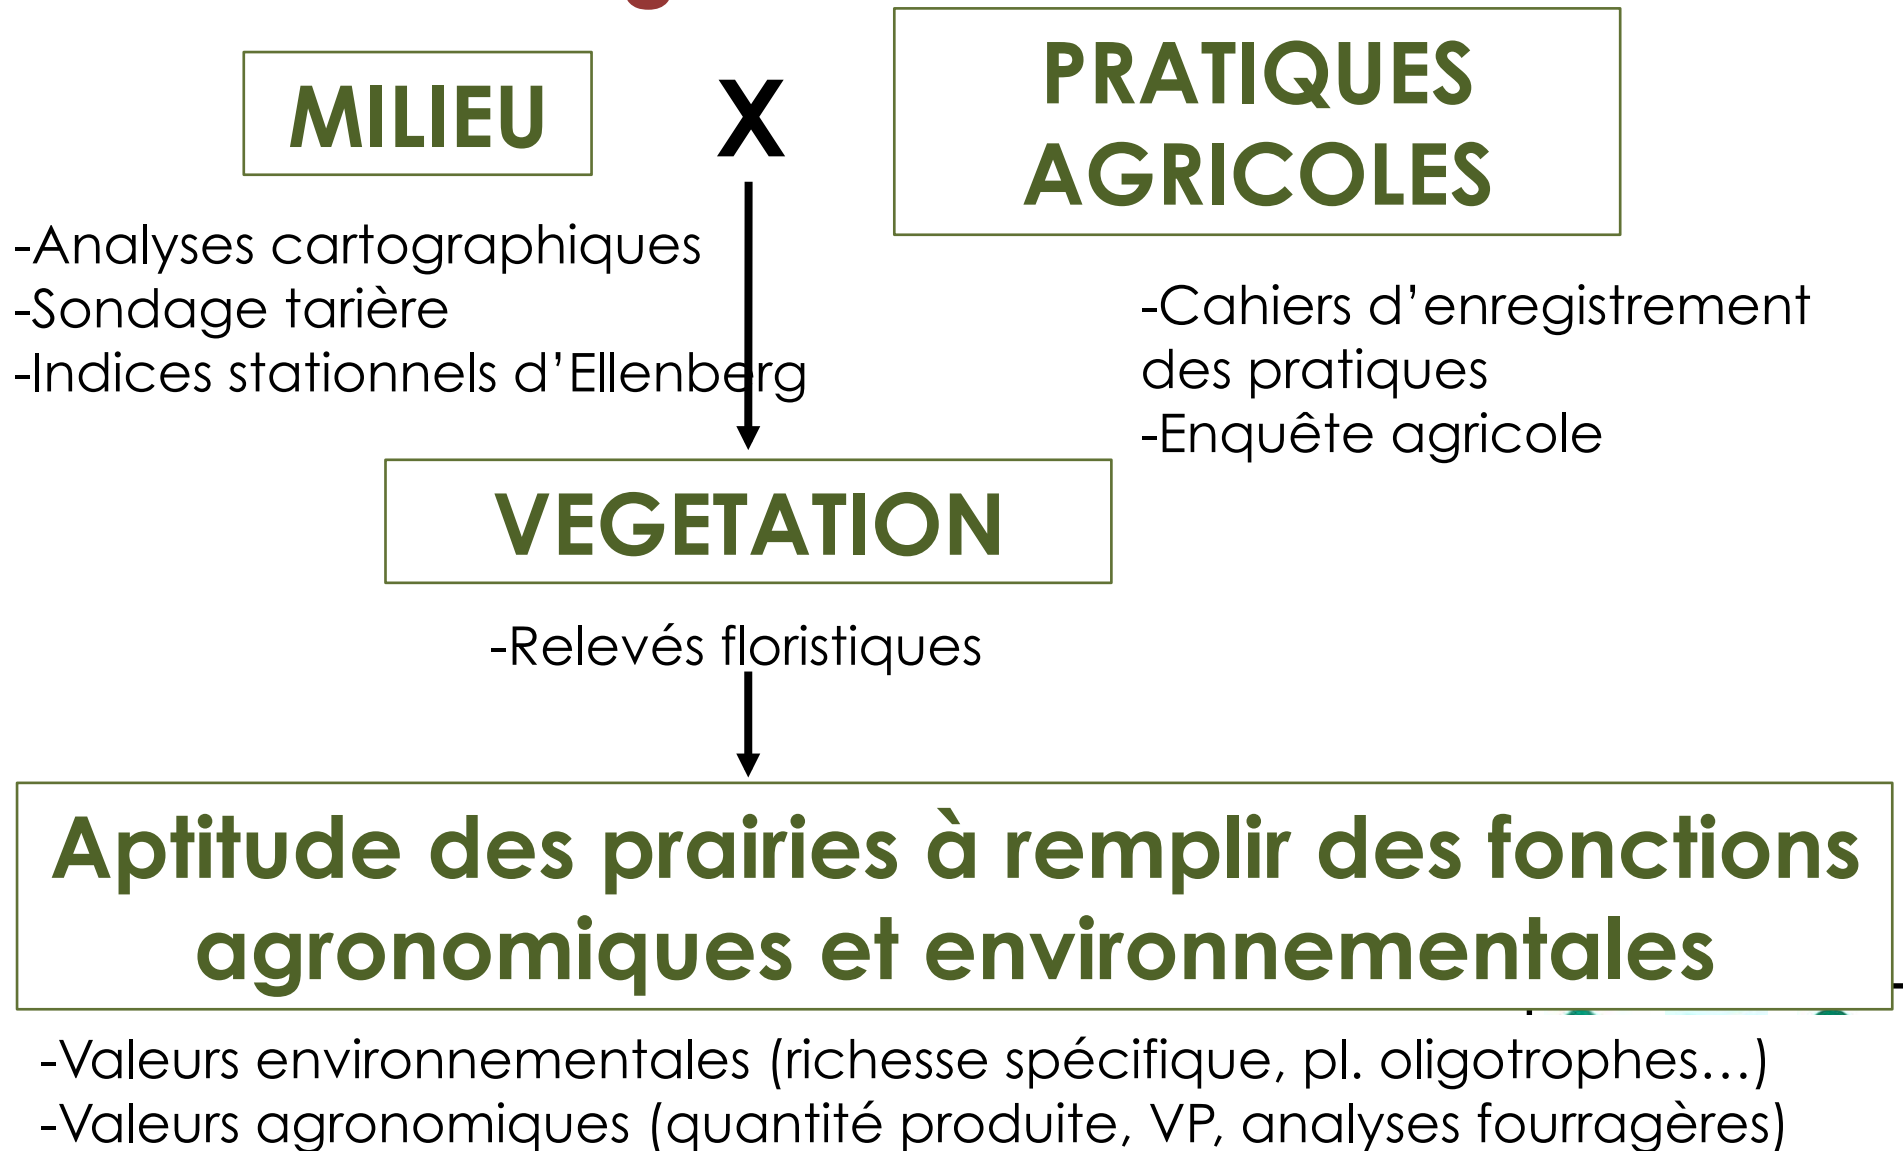 MILIEU
X
PRATIQUES
AGRICOLES
-Analyses cartographiques
-Sondage tarière
-Indices stationnels d’Ellenberg
-Cahiers d’enregistrement
des pratiques
-Enquête agricole
VEGETATION
-Relevés floristiques
Aptitude des prairies à remplir des fonctions
agronomiques et environnementales
-Valeurs environnementales (richesse spécifique, pl. oligotrophes…)
-Valeurs agronomiques (quantité produite, VP, analyses fourragères)